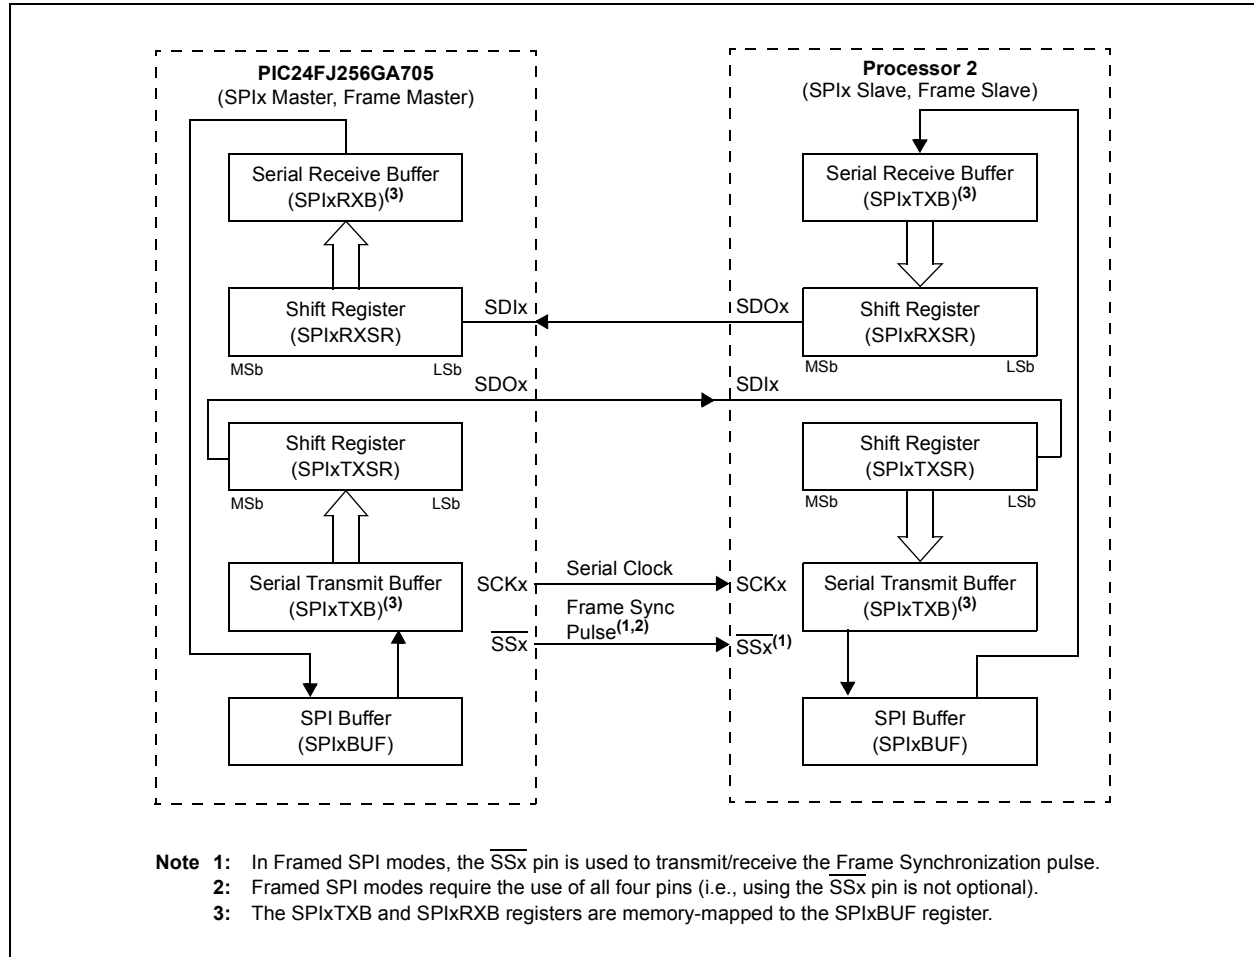 PIC24FJ256GA705
(SPIx Master, Frame Master)
Serial Receive Buffer
(SPIxRXB)(3)
Shift Register
(SPIxRXSR)
MSb
LSb
SDIx
SDOx
Shift Register
(SPIxTXSR)
MSb
LSb
Serial Transmit Buffer
(SPIxTXB)(3)
SPI Buffer
(SPIxBUF)
SCKx
SSx
Serial Clock
Frame Sync
Pulse(1,2)
Processor 2
(SPIx Slave, Frame Slave)
Serial Receive Buffer
(SPIxTXB)(3)
SDOx
Shift Register
(SPIxRXSR)
MSb
LSb
SDIx
Shift Register
(SPIxTXSR)
MSb
LSb
SCKx
SSx(1)
Serial Transmit Buffer
(SPIxTXB)(3)
SPI Buffer
(SPIxBUF)
Note 1: In Framed SPI modes, the SSx pin is used to transmit/receive the Frame Synchronization pulse.
2: Framed SPI modes require the use of all four pins (i.e., using the SSx pin is not optional).
3: The SPIxTXB and SPIxRXB registers are memory-mapped to the SPIxBUF register.